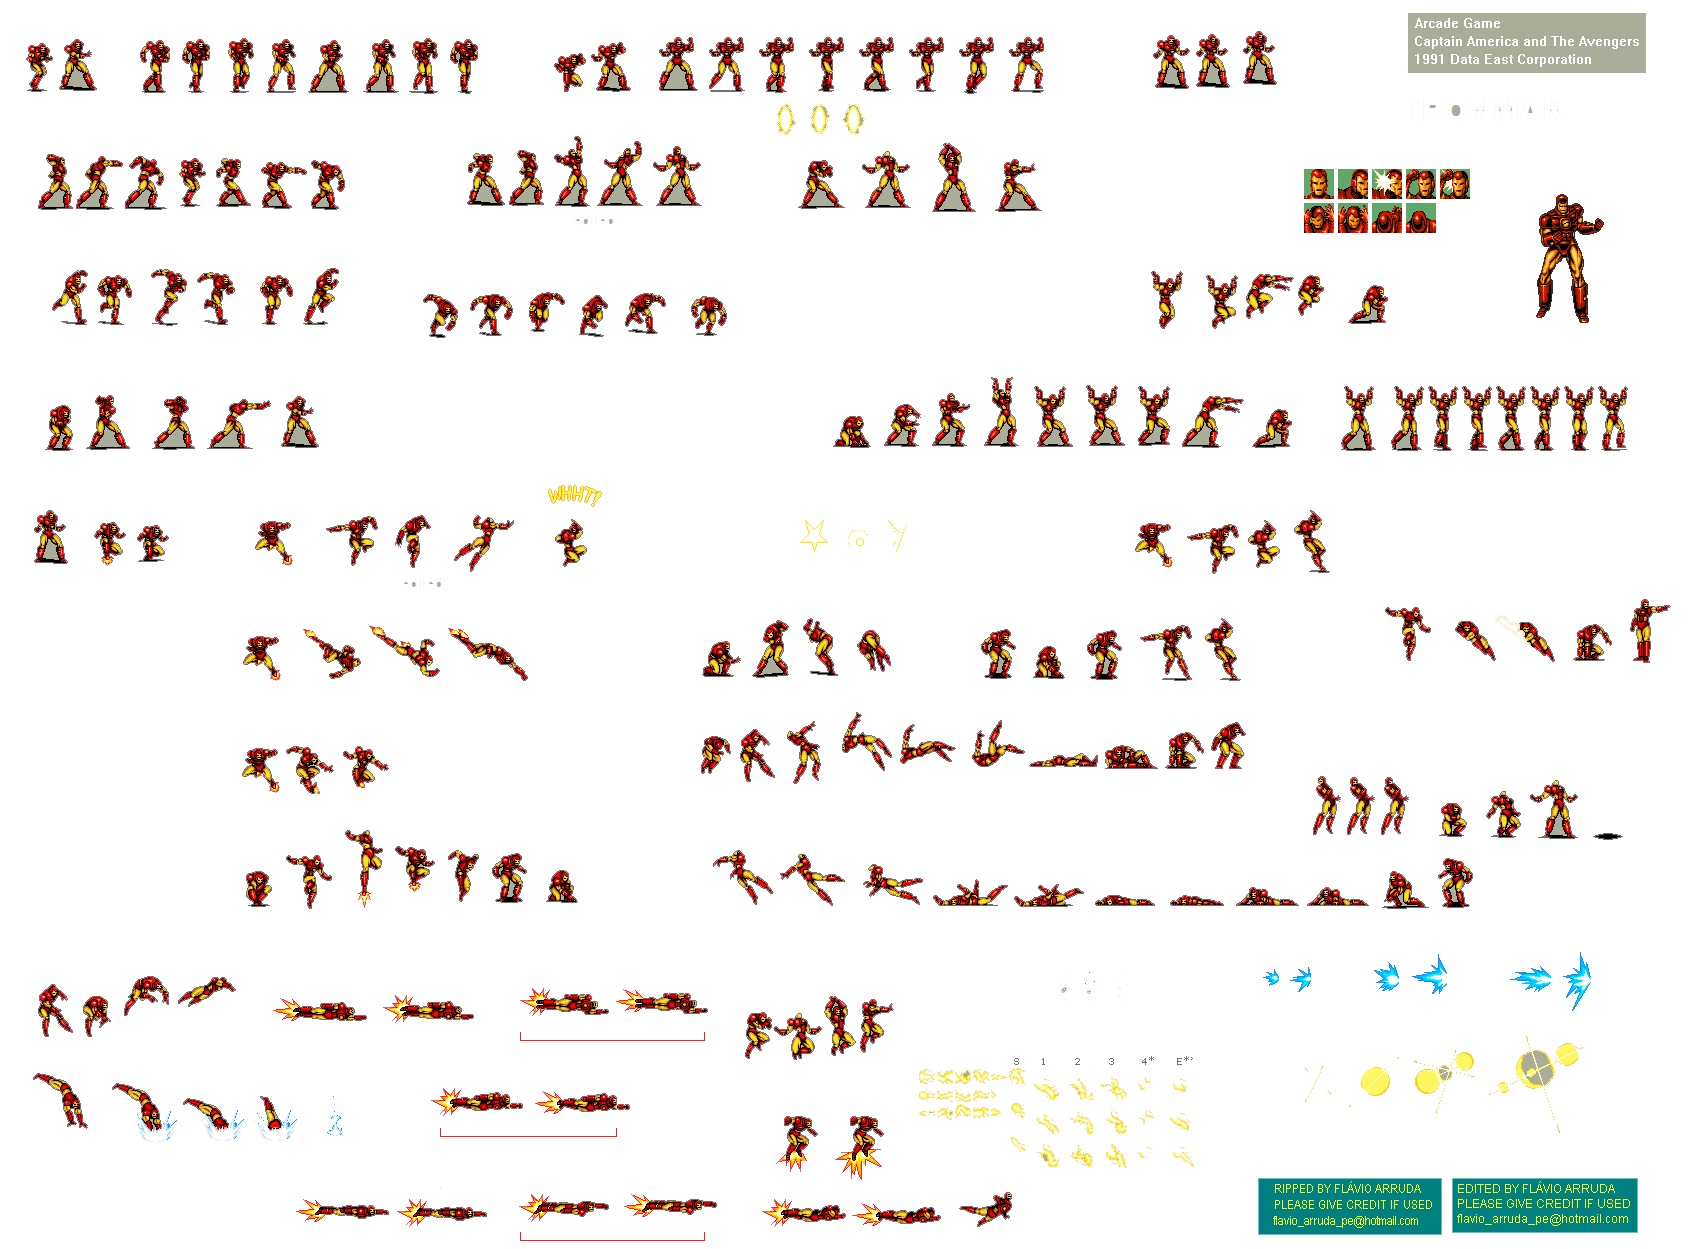 Arcade Game
Captain America and The Avengers
1991 Data East Corporation
IRONMAN
WHHT!
S 1 2 3 4* E*°
RIPPED BY FLÁVIO ARRUDA
PLEASE GIVE CREDIT IF USED
flavio_arruda_pe@hotmail.com
EDITED BY FLÁVIO ARRUDA
PLEASE GIVE CREDIT IF USED
flavio_arruda_pe@hotmail.com